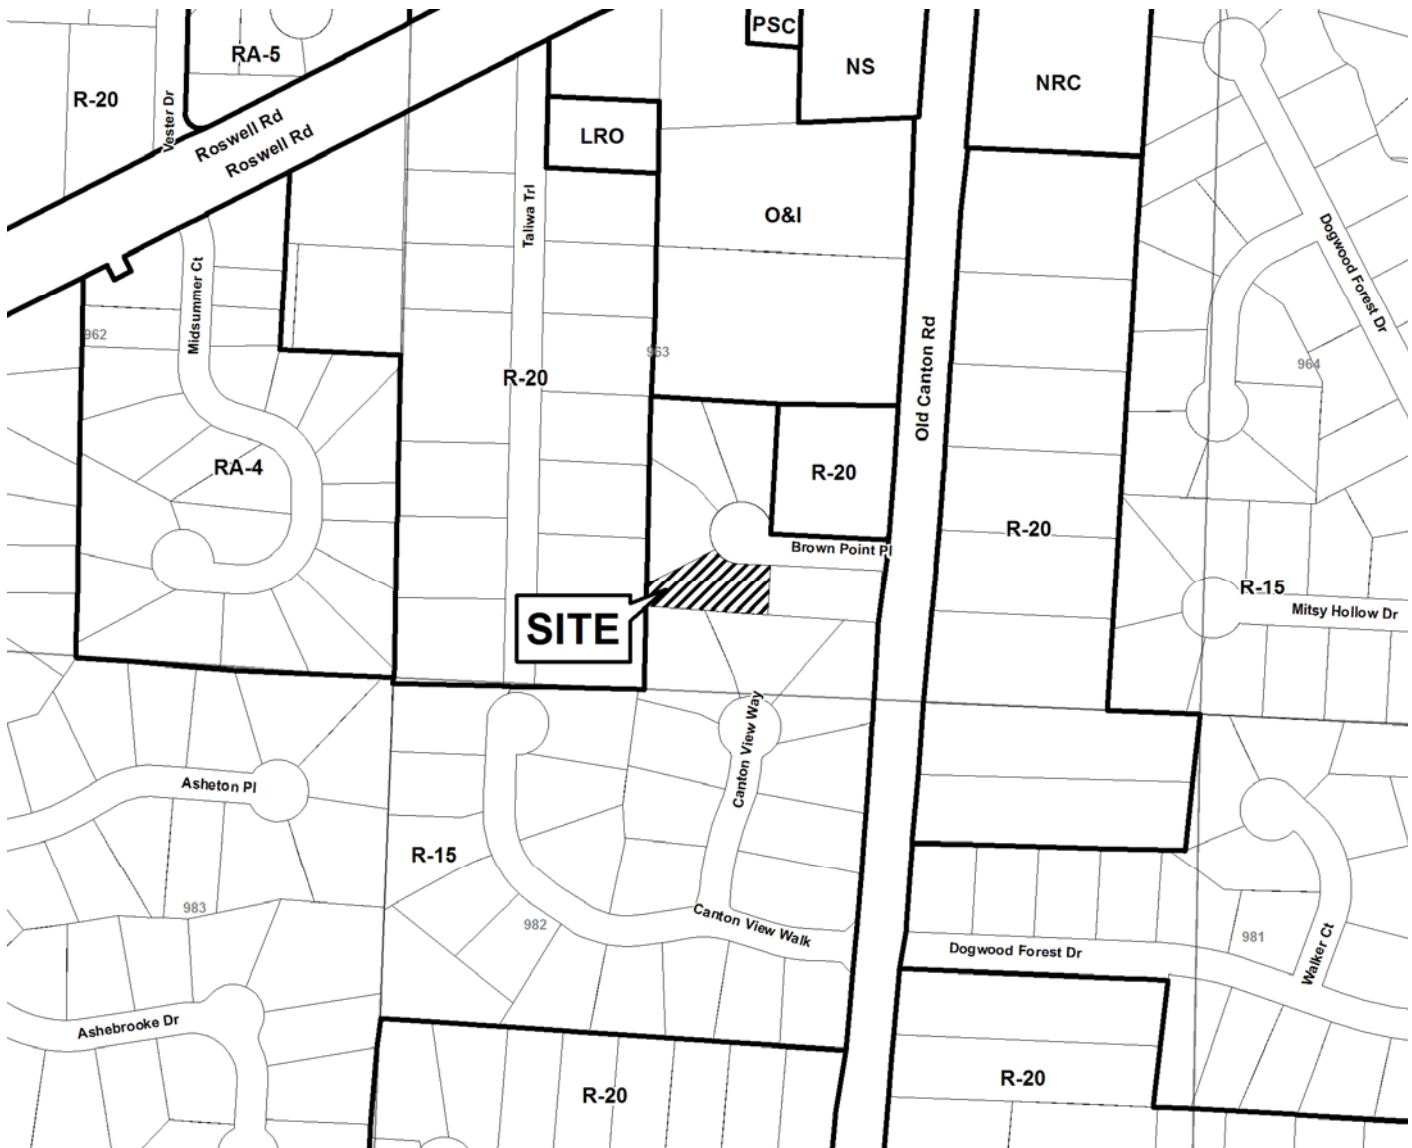 PSC
RA-5
NS
NRC
R-20
Vester Dr
Roswell Rd
Roswell Rd
LRO
Taliwa Trl
O&I
Dogwood Forest Dr
Midsummer Ct
962
963
964
Old Canton Rd
R-20
RA-4
R-20
R-20
Brown Point Pl
R-15
Mitsy Hollow Dr
SITE
Canton View Way
Asheton Pl
R-15
983
982
Canton View Walk
981
Dogwood Forest Dr
Walker Ct
Ashebrooke Dr
R-20
R-20